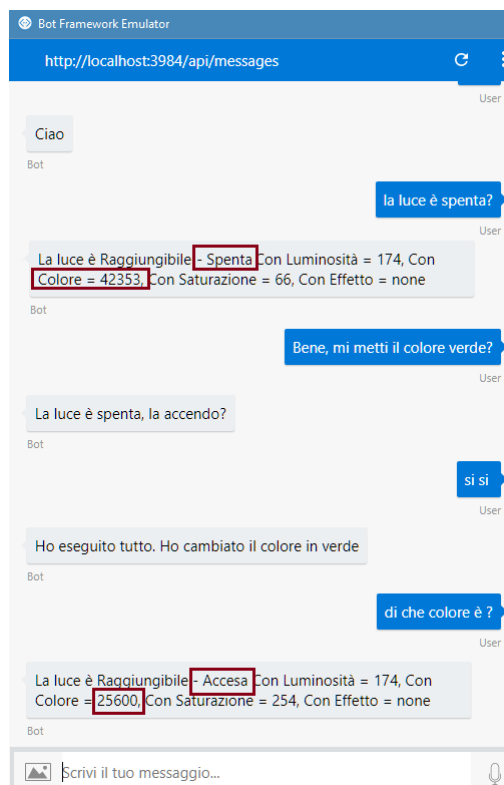 Bot Framework Emulator
http://localhost:3984/api/messages
User
Ciao
Bot
la luce è spenta?
User
La luce è Raggiungibile - Spenta Con Luminosità = 174, Con
Colore = 42353, Con Saturazione = 66, Con Effetto = none
Bot
Bene, mi metti il colore verde?
User
La luce è spenta, la accendo?
Bot
si si
User
Ho eseguito tutto. Ho cambiato il colore in verde
Bot
di che colore è ?
User
La luce è Raggiungibile - Accesa Con Luminosità = 174, Con
Colore = 25600, Con Saturazione = 254, Con Effetto = none
Bot
Scrivi il tuo messaggio...